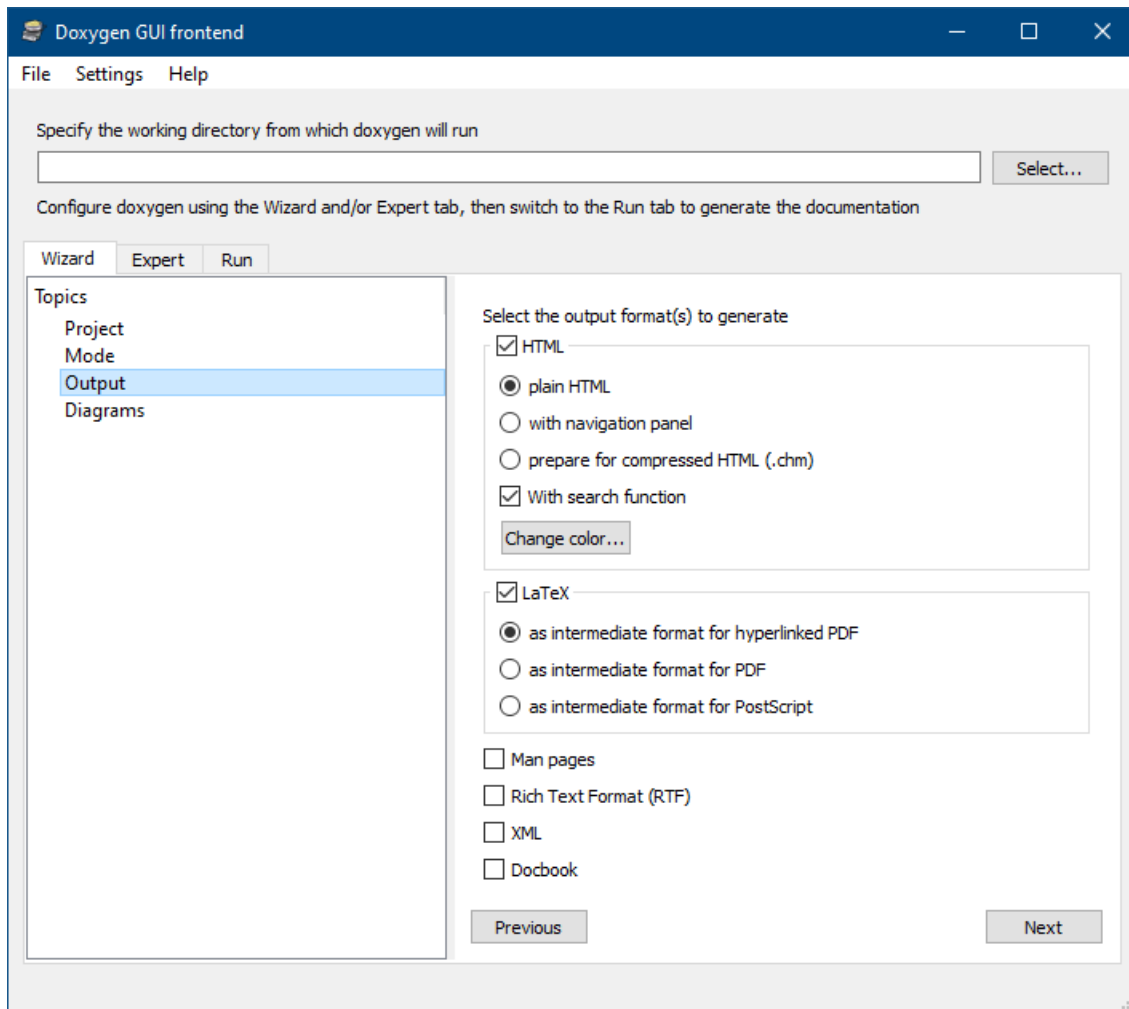 Doxygen GUI frontend
File Settings Help
Specify the working directory from which doxygen will run
Select...
Configure doxygen using the Wizard and/or Expert tab, then switch to the Run tab to generate the documentation
Wizard Expert Run
Topics
Project
Mode
Output
Diagrams
Select the output format(s) to generate
HTML
plain HTML
with navigation panel
prepare for compressed HTML (.chm)
With search function
Change color...
LaTeX
as intermediate format for hyperlinked PDF
as intermediate format for PDF
as intermediate format for PostScript
Man pages
Rich Text Format (RTF)
XML
Docbook
Previous Next